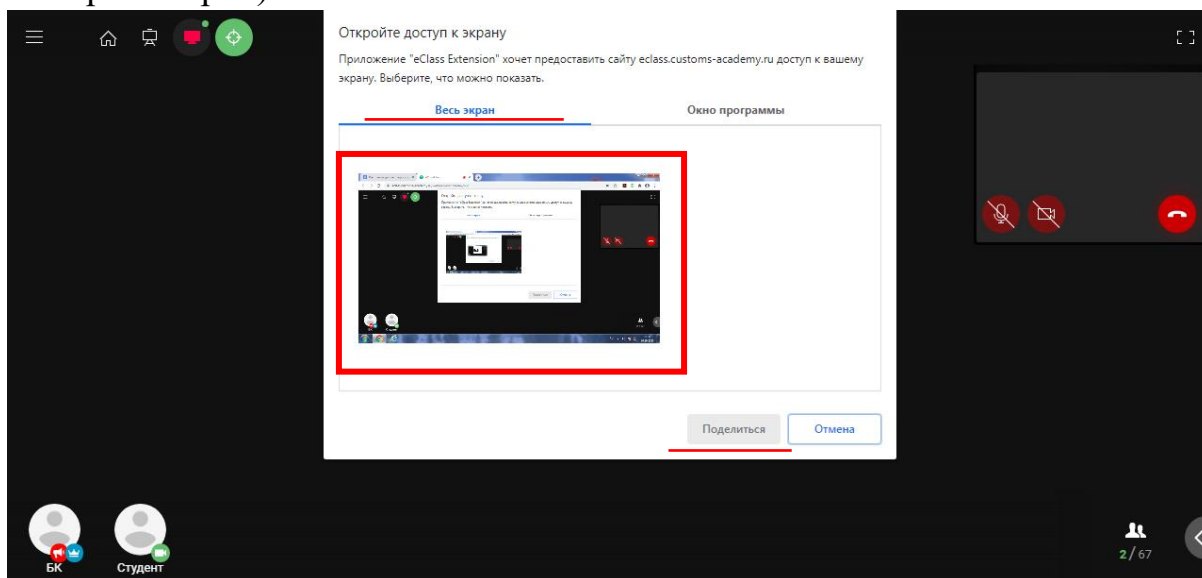 Откройте доступ к экрану
Приложение "eClass Extension" хочет предоставить сайту eclass.customs-academy.ru доступ к вашему
экрану. Выберите, что можно показать.
Весь экран Окно программы
Поделиться Отмена
БК Студент
2/67